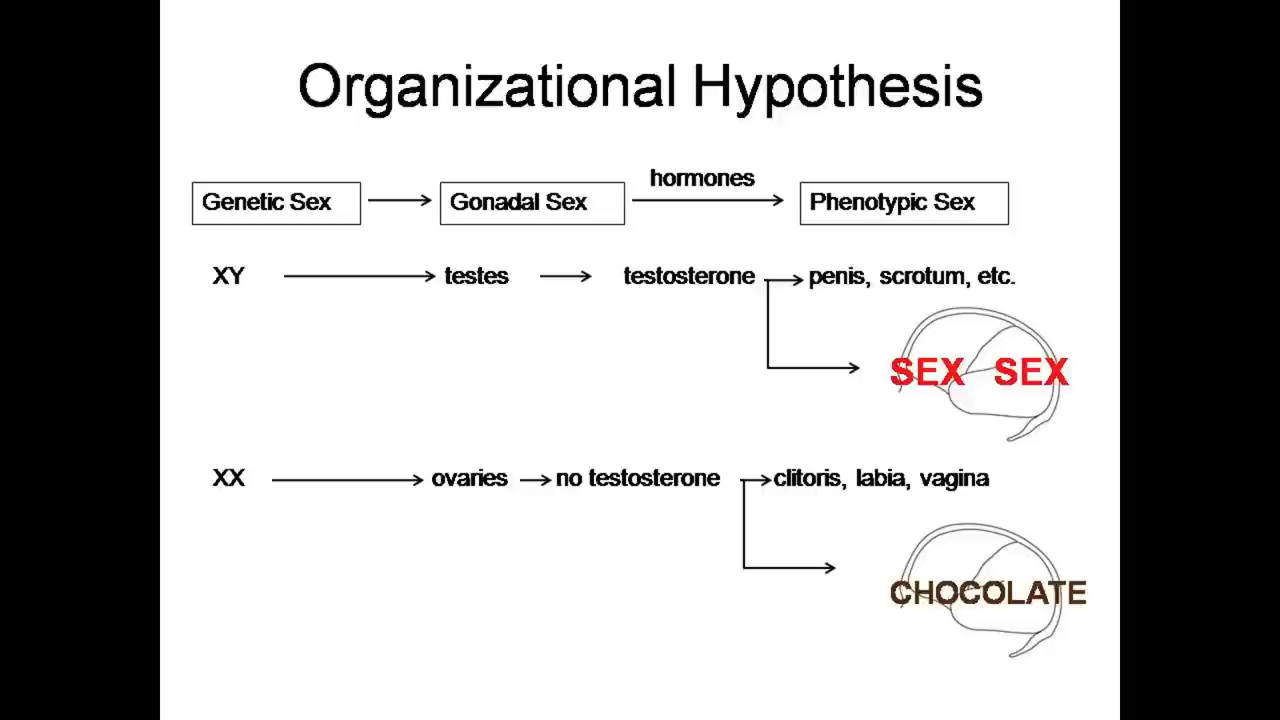 Organizational Hypothesis
hormones
Genetic Sex Gonadal Sex Phenotypic Sex
XY testes testosterone penis, scrotum, etc.
SEX SEX
XX ovaries no testosterone clitoris, labia, vagina
CHOCOLATE